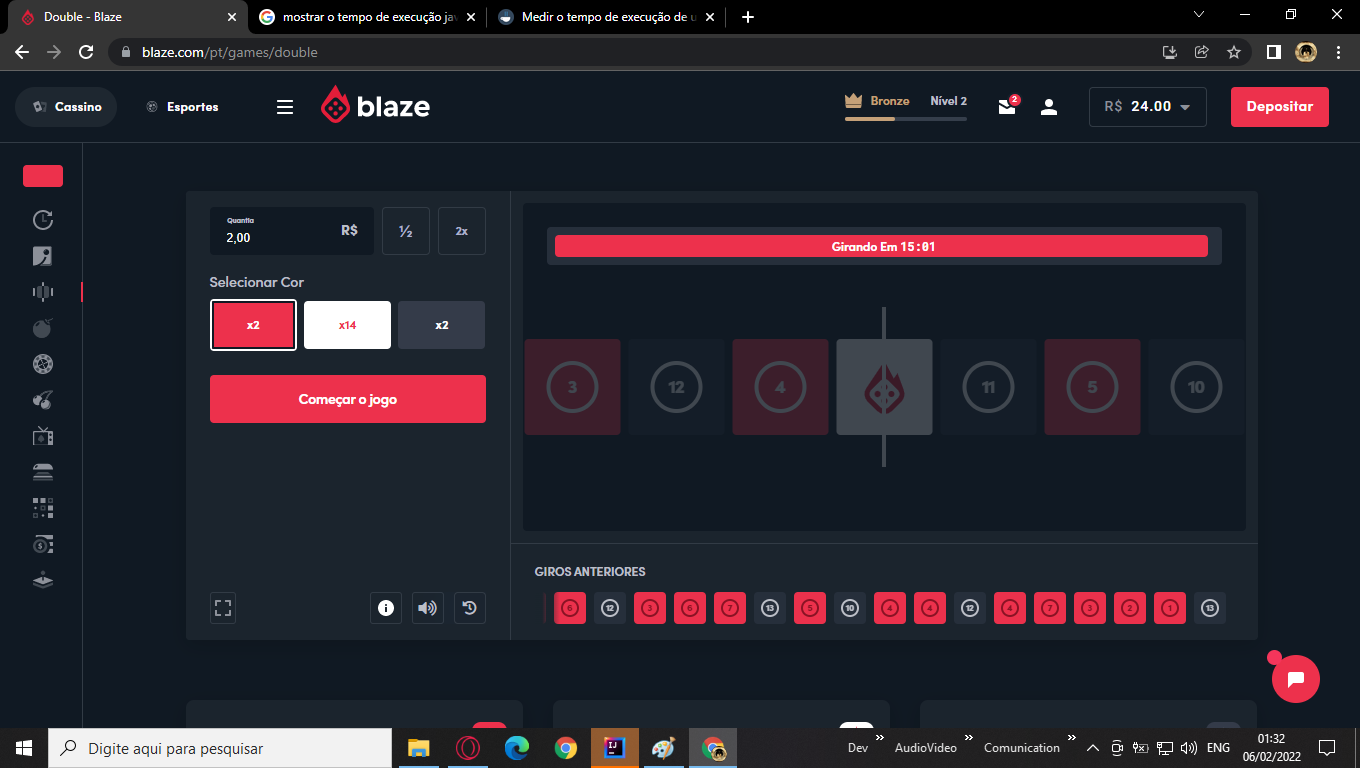 Double - Blaze
mostrar o tempo de execução jav
Medir o tempo de execução de u
blaze.com/pt/games/double
Cassino
Esportes
blaze
Bronze
Nível 2
2
R$ 24.00
Depositar
Quantia
2,00
R$
½
2x
Girando Em 15:01
Selecionar Cor
x2
x14
x2
Começar o jogo
3
12
4
11
5
10
GIROS ANTERIORES
6 12 3 6 7 13 5 10 4 4 12 4 7 3 2 1 13
Digite aqui para pesquisar
IJ
Dev
AudioVideo
Comunication
ENG
01:32
06/02/2022